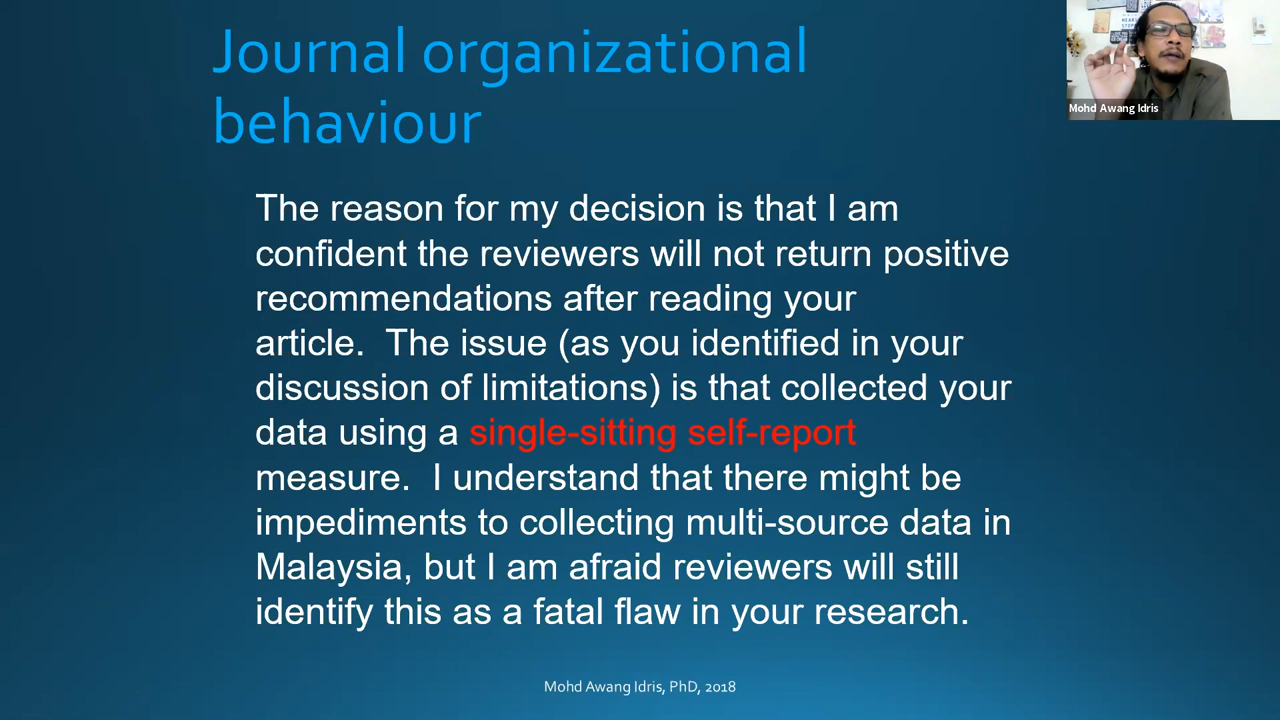 Journal organizational
behaviour
The reason for my decision is that I am
confident the reviewers will not return positive
recommendations after reading your
article.  The issue (as you identified in your
discussion of limitations) is that collected your
data using a single-sitting self-report
measure.  I understand that there might be
impediments to collecting multi-source data in
Malaysia, but I am afraid reviewers will still
identify this as a fatal flaw in your research.
Mohd Awang Idris, PhD, 2018
Mohd Awang Idris